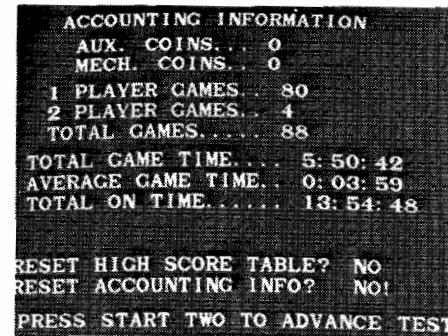 ACCOUNTING INFORMATION
AUX. COINS... 0
MECH. COINS.. 0
1 PLAYER GAMES.. 80
2 PLAYER GAMES.. 4
TOTAL GAMES..... 88
TOTAL GAME TIME.... 5:50:42
AVERAGE GAME TIME.. 0:03:59
TOTAL ON TIME...... 13:54:48
RESET HIGH SCORE TABLE? NO
RESET ACCOUNTING INFO? NO!
PRESS START TWO TO ADVANCE TES